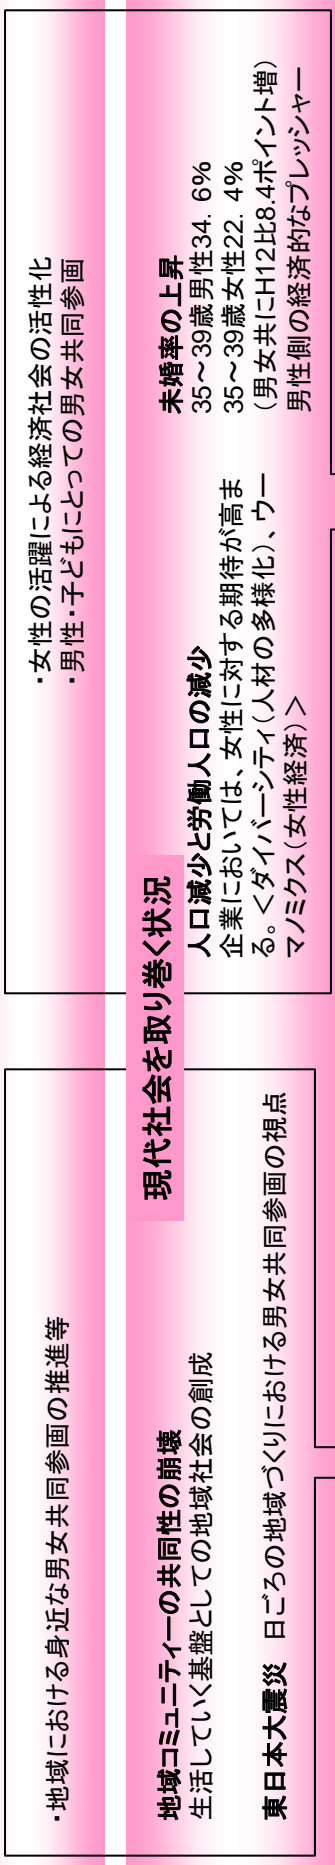 ・地域における身近な男女共同参画の推進等
・女性の活躍による経済社会の活性化
・男性・子どもにとっての男女共同参画
現代社会を取り巻く状況
地域コミュニティーの共同性の崩壊
生活していく基盤としての地域社会の創成
東日本大震災　日ごろの地域づくりにおける男女共同参画の視点
人口減少と労働人口の減少
企業においては、女性に対する期待が高ま
る。＜ダイバーシティ（人材の多様化）、ウー
マノミクス（女性経済）＞
未婚率の上昇
35～39歳男性34．6％
35～39歳女性22．4％
（男女共にH12比8.4ポイント増）
男性側の経済的なプレッシャー